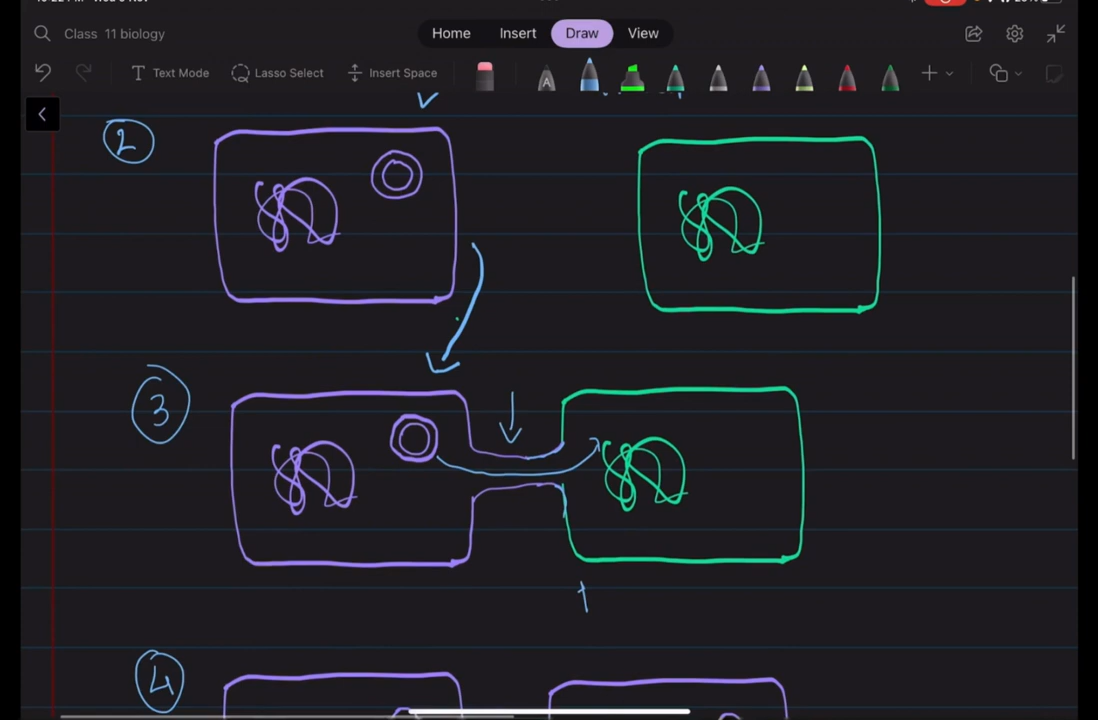 Class 11 biology
Home Insert Draw View
Text Mode Lasso Select Insert Space
A
2
3
4